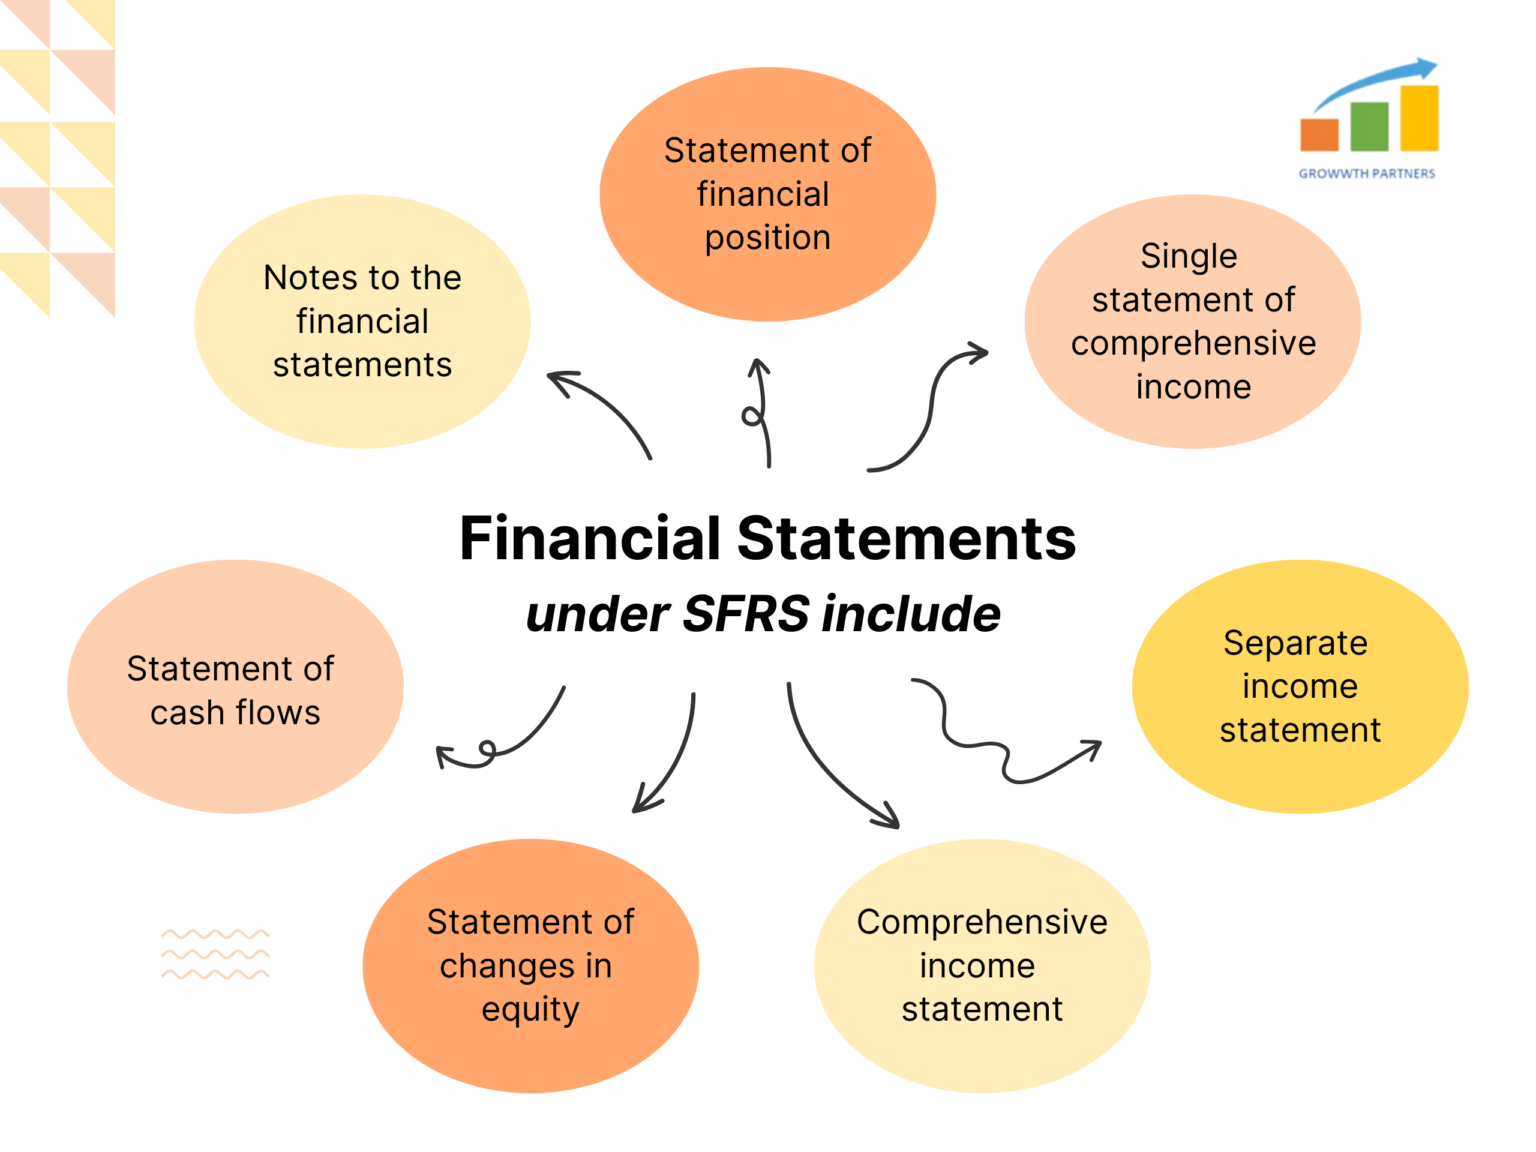 GROWWTH PARTNERS
Statement of
financial
position
Single
statement of
comprehensive
income
Notes to the
financial
statements
Financial Statements
under SFRS include
Separate
income
statement
Statement of
cash flows
Statement of
changes in
equity
Comprehensive
income
statement